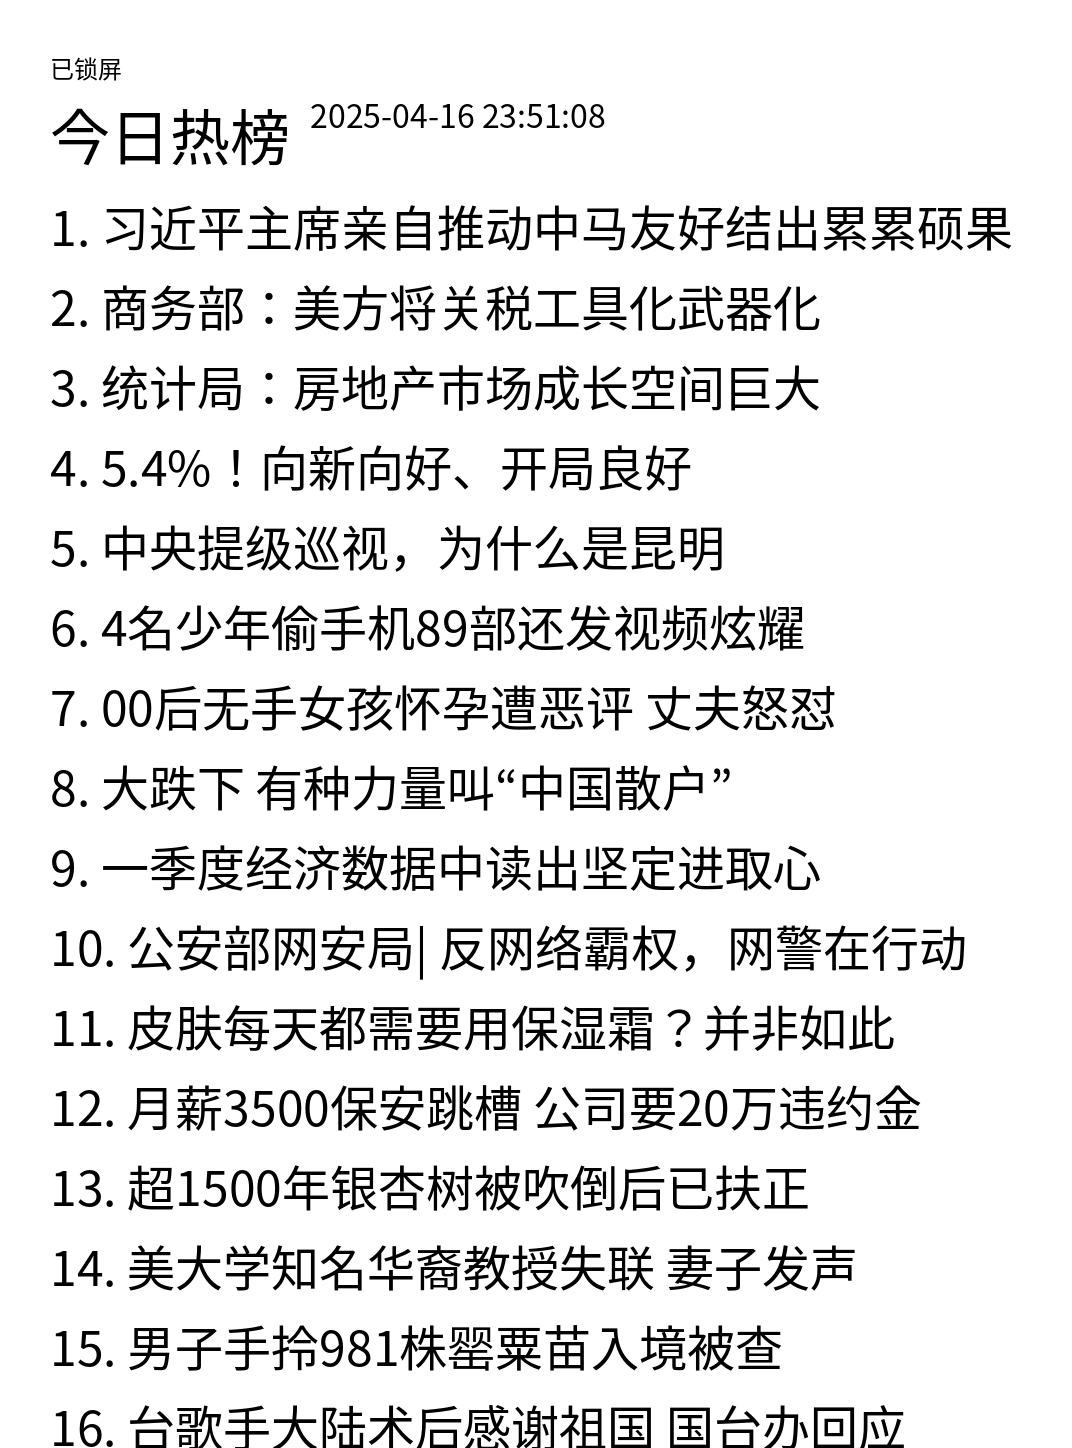 已锁屏
今日热榜 2025-04-16 23:51:08
1. 习近平主席亲自推动中马友好结出累累硕果
2. 商务部：美方将关税工具化武器化
3. 统计局：房地产市场成长空间巨大
4. 5.4%！向新向好、开局良好
5. 中央提级巡视，为什么是昆明
6. 4名少年偷手机89部还发视频炫耀
7. 00后无手女孩怀孕遭恶评 丈夫怒怼
8. 大跌下 有种力量叫“中国散户”
9. 一季度经济数据中读出坚定进取心
10. 公安部网安局| 反网络霸权，网警在行动
11. 皮肤每天都需要用保湿霜？并非如此
12. 月薪3500保安跳槽 公司要20万违约金
13. 超1500年银杏树被吹倒后已扶正
14. 美大学知名华裔教授失联 妻子发声
15. 男子手拎981株罂粟苗入境被查
16. 台歌手大陆术后感谢祖国 国台办回应